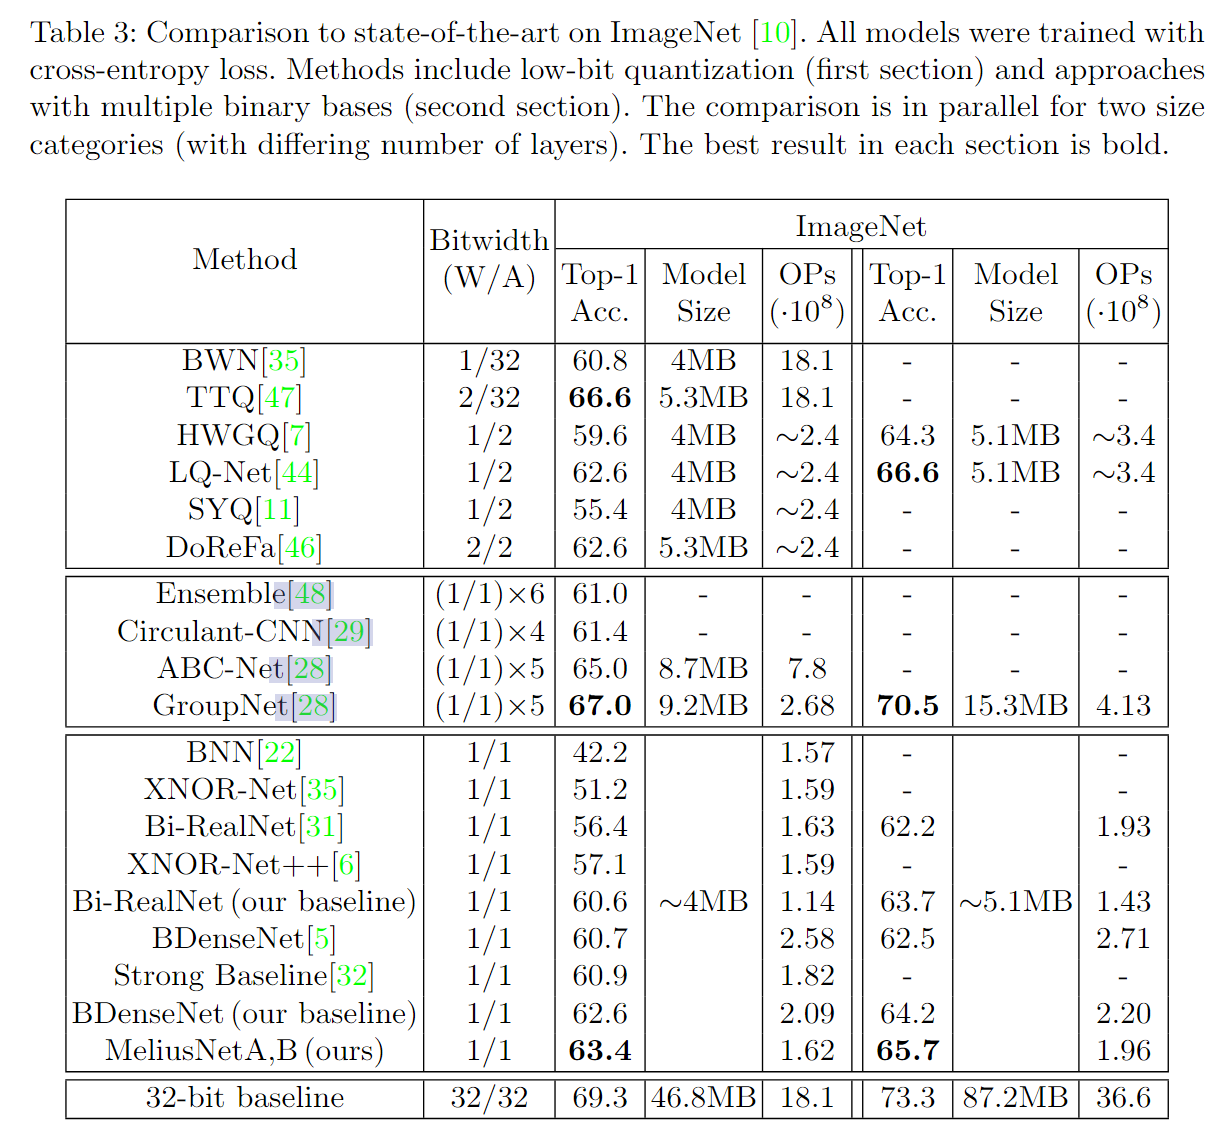 Table 3: Comparison to state-of-the-art on ImageNet [10]. All models were trained with
cross-entropy loss. Methods include low-bit quantization (first section) and approaches
with multiple binary bases (second section). The comparison is in parallel for two size
categories (with differing number of layers). The best result in each section is bold.
Method Bitwidth (W/A) ImageNet
Top-1 Acc. Model Size OPs (·10⁸) Top-1 Acc. Model Size OPs (·10⁸)
BWN[35] 1/32 60.8 4MB 18.1 - - -
TTQ[47] 2/32 66.6 5.3MB 18.1 - - -
HWGQ[7] 1/2 59.6 4MB ~2.4 64.3 5.1MB ~3.4
LQ-Net[44] 1/2 62.6 4MB ~2.4 66.6 5.1MB ~3.4
SYQ[11] 1/2 55.4 4MB ~2.4 - - -
DoReFa[46] 2/2 62.6 5.3MB ~2.4 - - -
Ensemble[48] (1/1)×6 61.0 - - - - -
Circulant-CNN[29] (1/1)×4 61.4 - - - - -
ABC-Net[28] (1/1)×5 65.0 8.7MB 7.8 - - -
GroupNet[28] (1/1)×5 67.0 9.2MB 2.68 70.5 15.3MB 4.13
BNN[22] 1/1 42.2 1.57 - -
XNOR-Net[35] 1/1 51.2 1.59 - -
Bi-RealNet[31] 1/1 56.4 1.63 62.2 1.93
XNOR-Net++[6] 1/1 57.1 1.59 - -
Bi-RealNet (our baseline) 1/1 60.6 ~4MB 1.14 63.7 ~5.1MB 1.43
BDenseNet[5] 1/1 60.7 2.58 62.5 2.71
Strong Baseline[32] 1/1 60.9 1.82 - -
BDenseNet (our baseline) 1/1 62.6 2.09 64.2 2.20
MeliusNetA,B (ours) 1/1 63.4 1.62 65.7 1.96
32-bit baseline 32/32 69.3 46.8MB 18.1 73.3 87.2MB 36.6